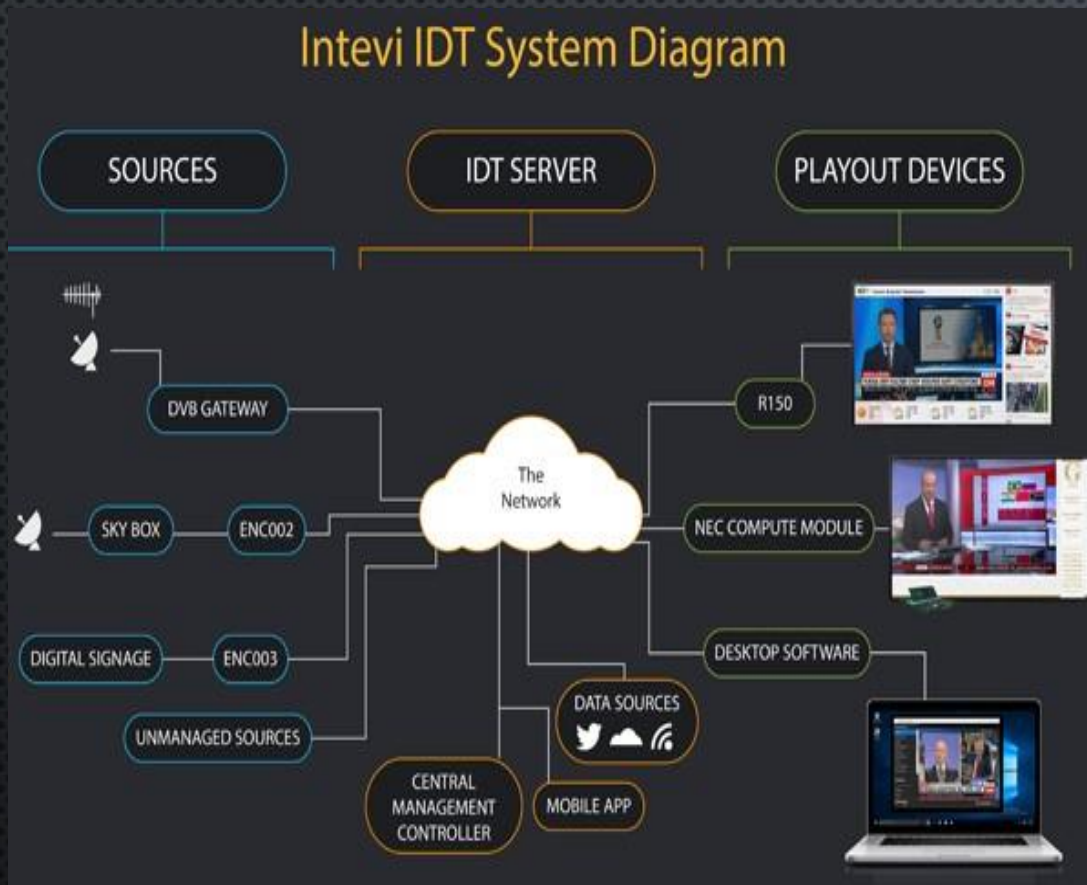 Intevi IDT System Diagram
SOURCES
IDT SERVER
PLAYOUT DEVICES
DVB GATEWAY
R150
The
Network
SKY BOX
ENC002
NEC COMPUTE MODULE
DIGITAL SIGNAGE
ENC003
DESKTOP SOFTWARE
DATA SOURCES
UNMANAGED SOURCES
CENTRAL
MANAGEMENT
CONTROLLER
MOBILE APP